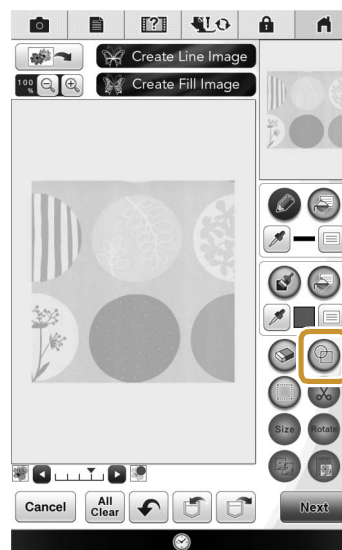 Create Line Image
100
%
Create Fill Image
Size
Rotate
Cancel
All
Clear
Next